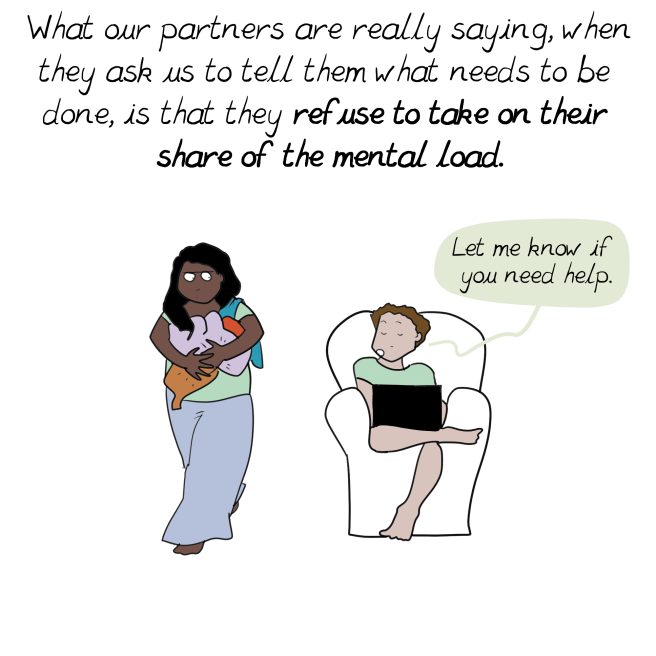 What our partners are really saying, when
they ask us to tell them what needs to be
done, is that they refuse to take on their
share of the mental load.
Let me know if
you need help.